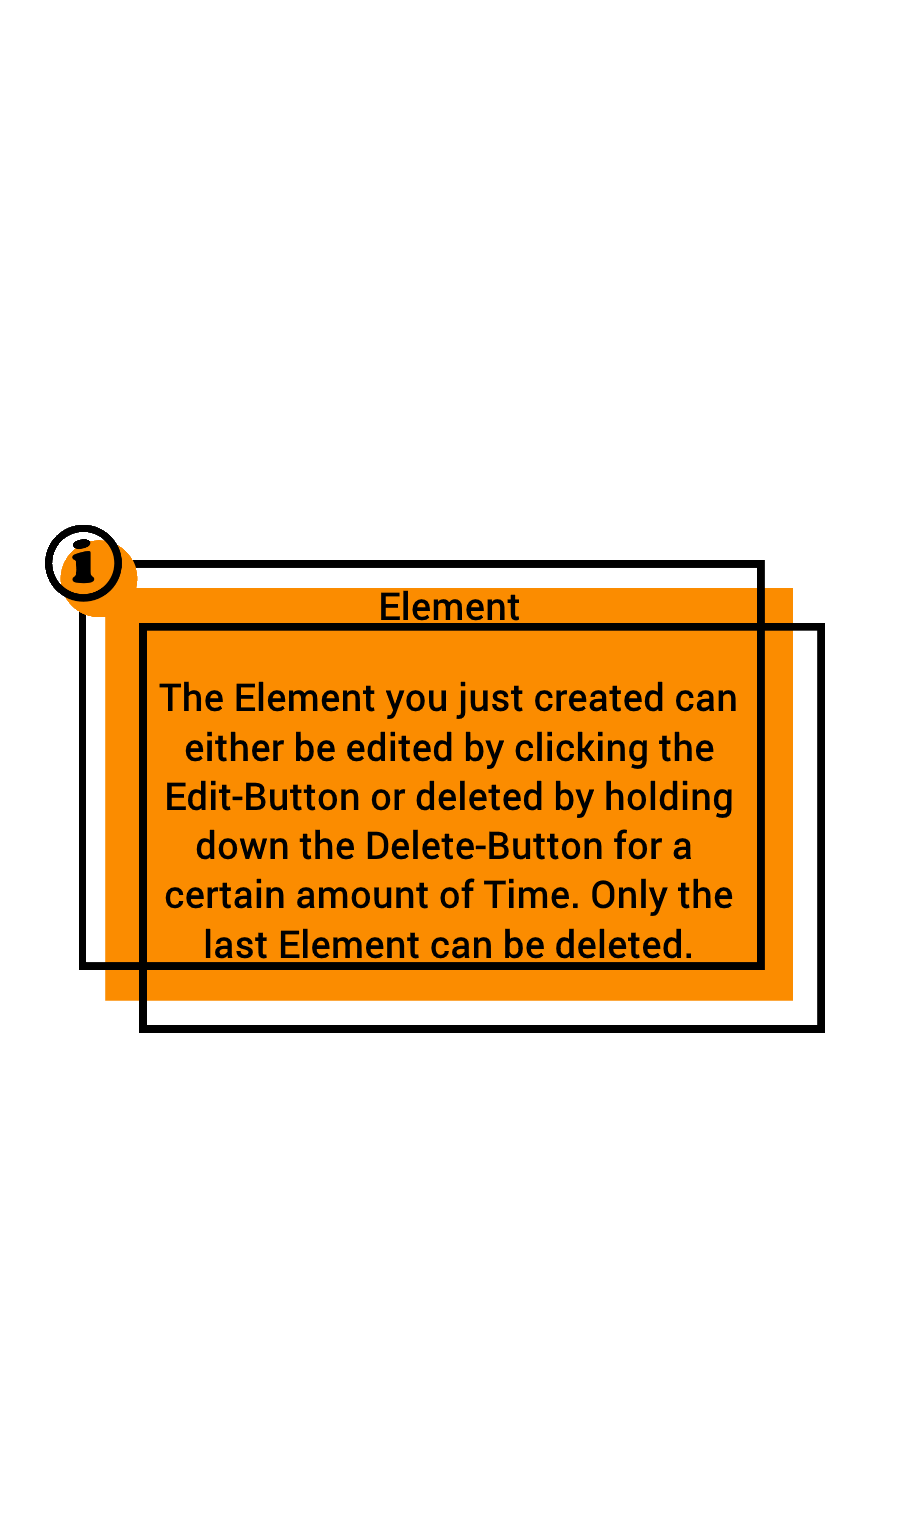 i
Element
The Element you just created can
either be edited by clicking the
Edit-Button or deleted by holding
down the Delete-Button for a
certain amount of Time. Only the
last Element can be deleted.